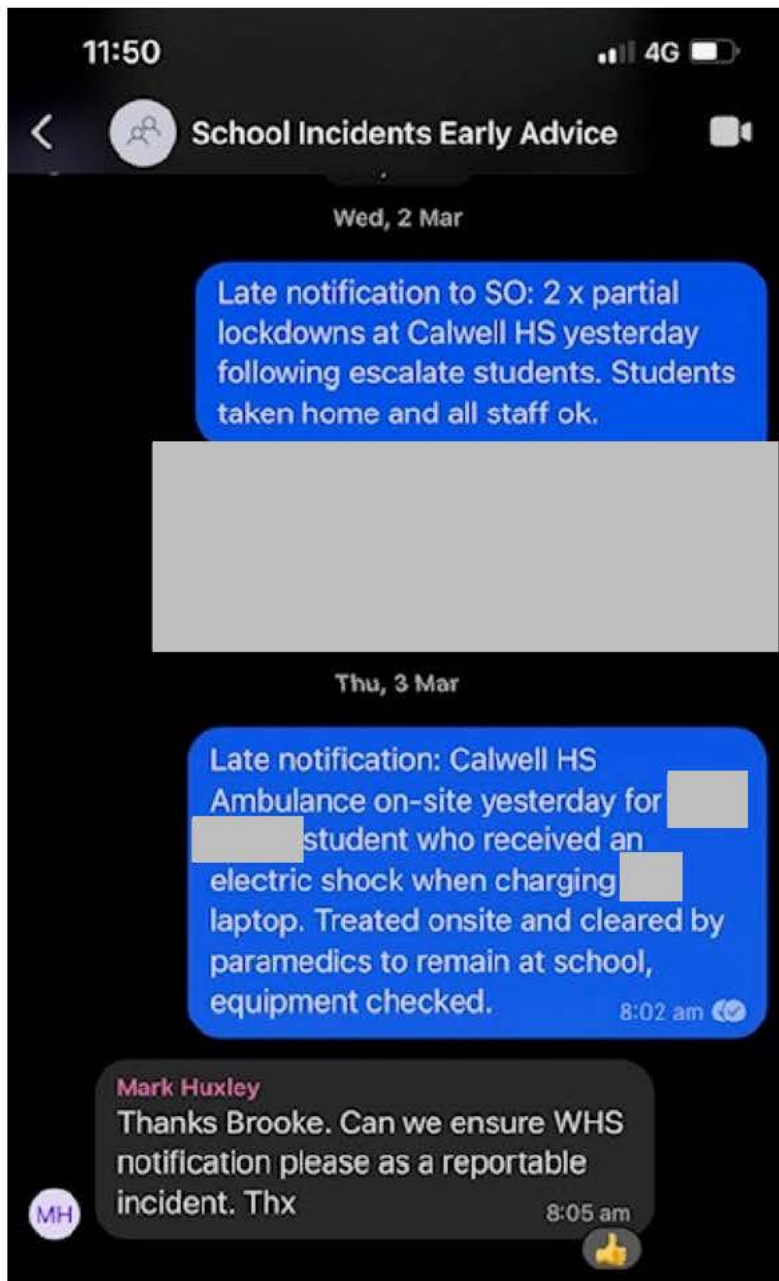 11:50
4G
School Incidents Early Advice
Wed, 2 Mar
Late notification to SO: 2 x partial
lockdowns at Calwell HS yesterday
following escalate students. Students
taken home and all staff ok.
Thu, 3 Mar
Late notification: Calwell HS
Ambulance on-site yesterday for
student who received an
electric shock when charging
laptop. Treated onsite and cleared by
paramedics to remain at school,
equipment checked.
8:02 am
Mark Huxley
Thanks Brooke. Can we ensure WHS
notification please as a reportable
incident. Thx
MH
8:05 am